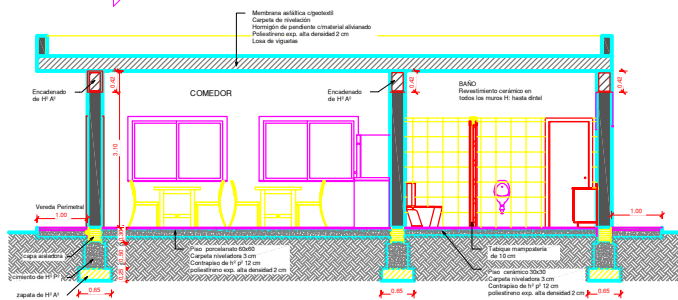 Membrana asfáltica c/geotextil
Carpeta de nivelación
Hormigón de pendiente c/material alivianado
Poliestireno exp. alta densidad 2 cm
Losa de viguetas
0.42
0.42
0.42
Encadenado
de Hº Aº
COMEDOR
Encadenado
de Hº Aº
BAÑO
Revestimiento cerámico en
todos los muros H: hasta dintel
3.10
Vereda Perimetral
1.00
1.00
capa aisladora
cimiento de Hº Pº
zapata de Hº Aº
0.65
0.65
0.65
Piso porcelanato 60x60
Carpeta niveladora 3 cm
Contrapiso de hº pº 12 cm
poliestireno exp. alta densidad 2 cm
Tabique mampostería
de 10 cm
Piso cerámico 30x30
Carpeta niveladora 3 cm
Contrapiso de hº pº 12 cm
poliestireno exp. alta densidad 2 cm